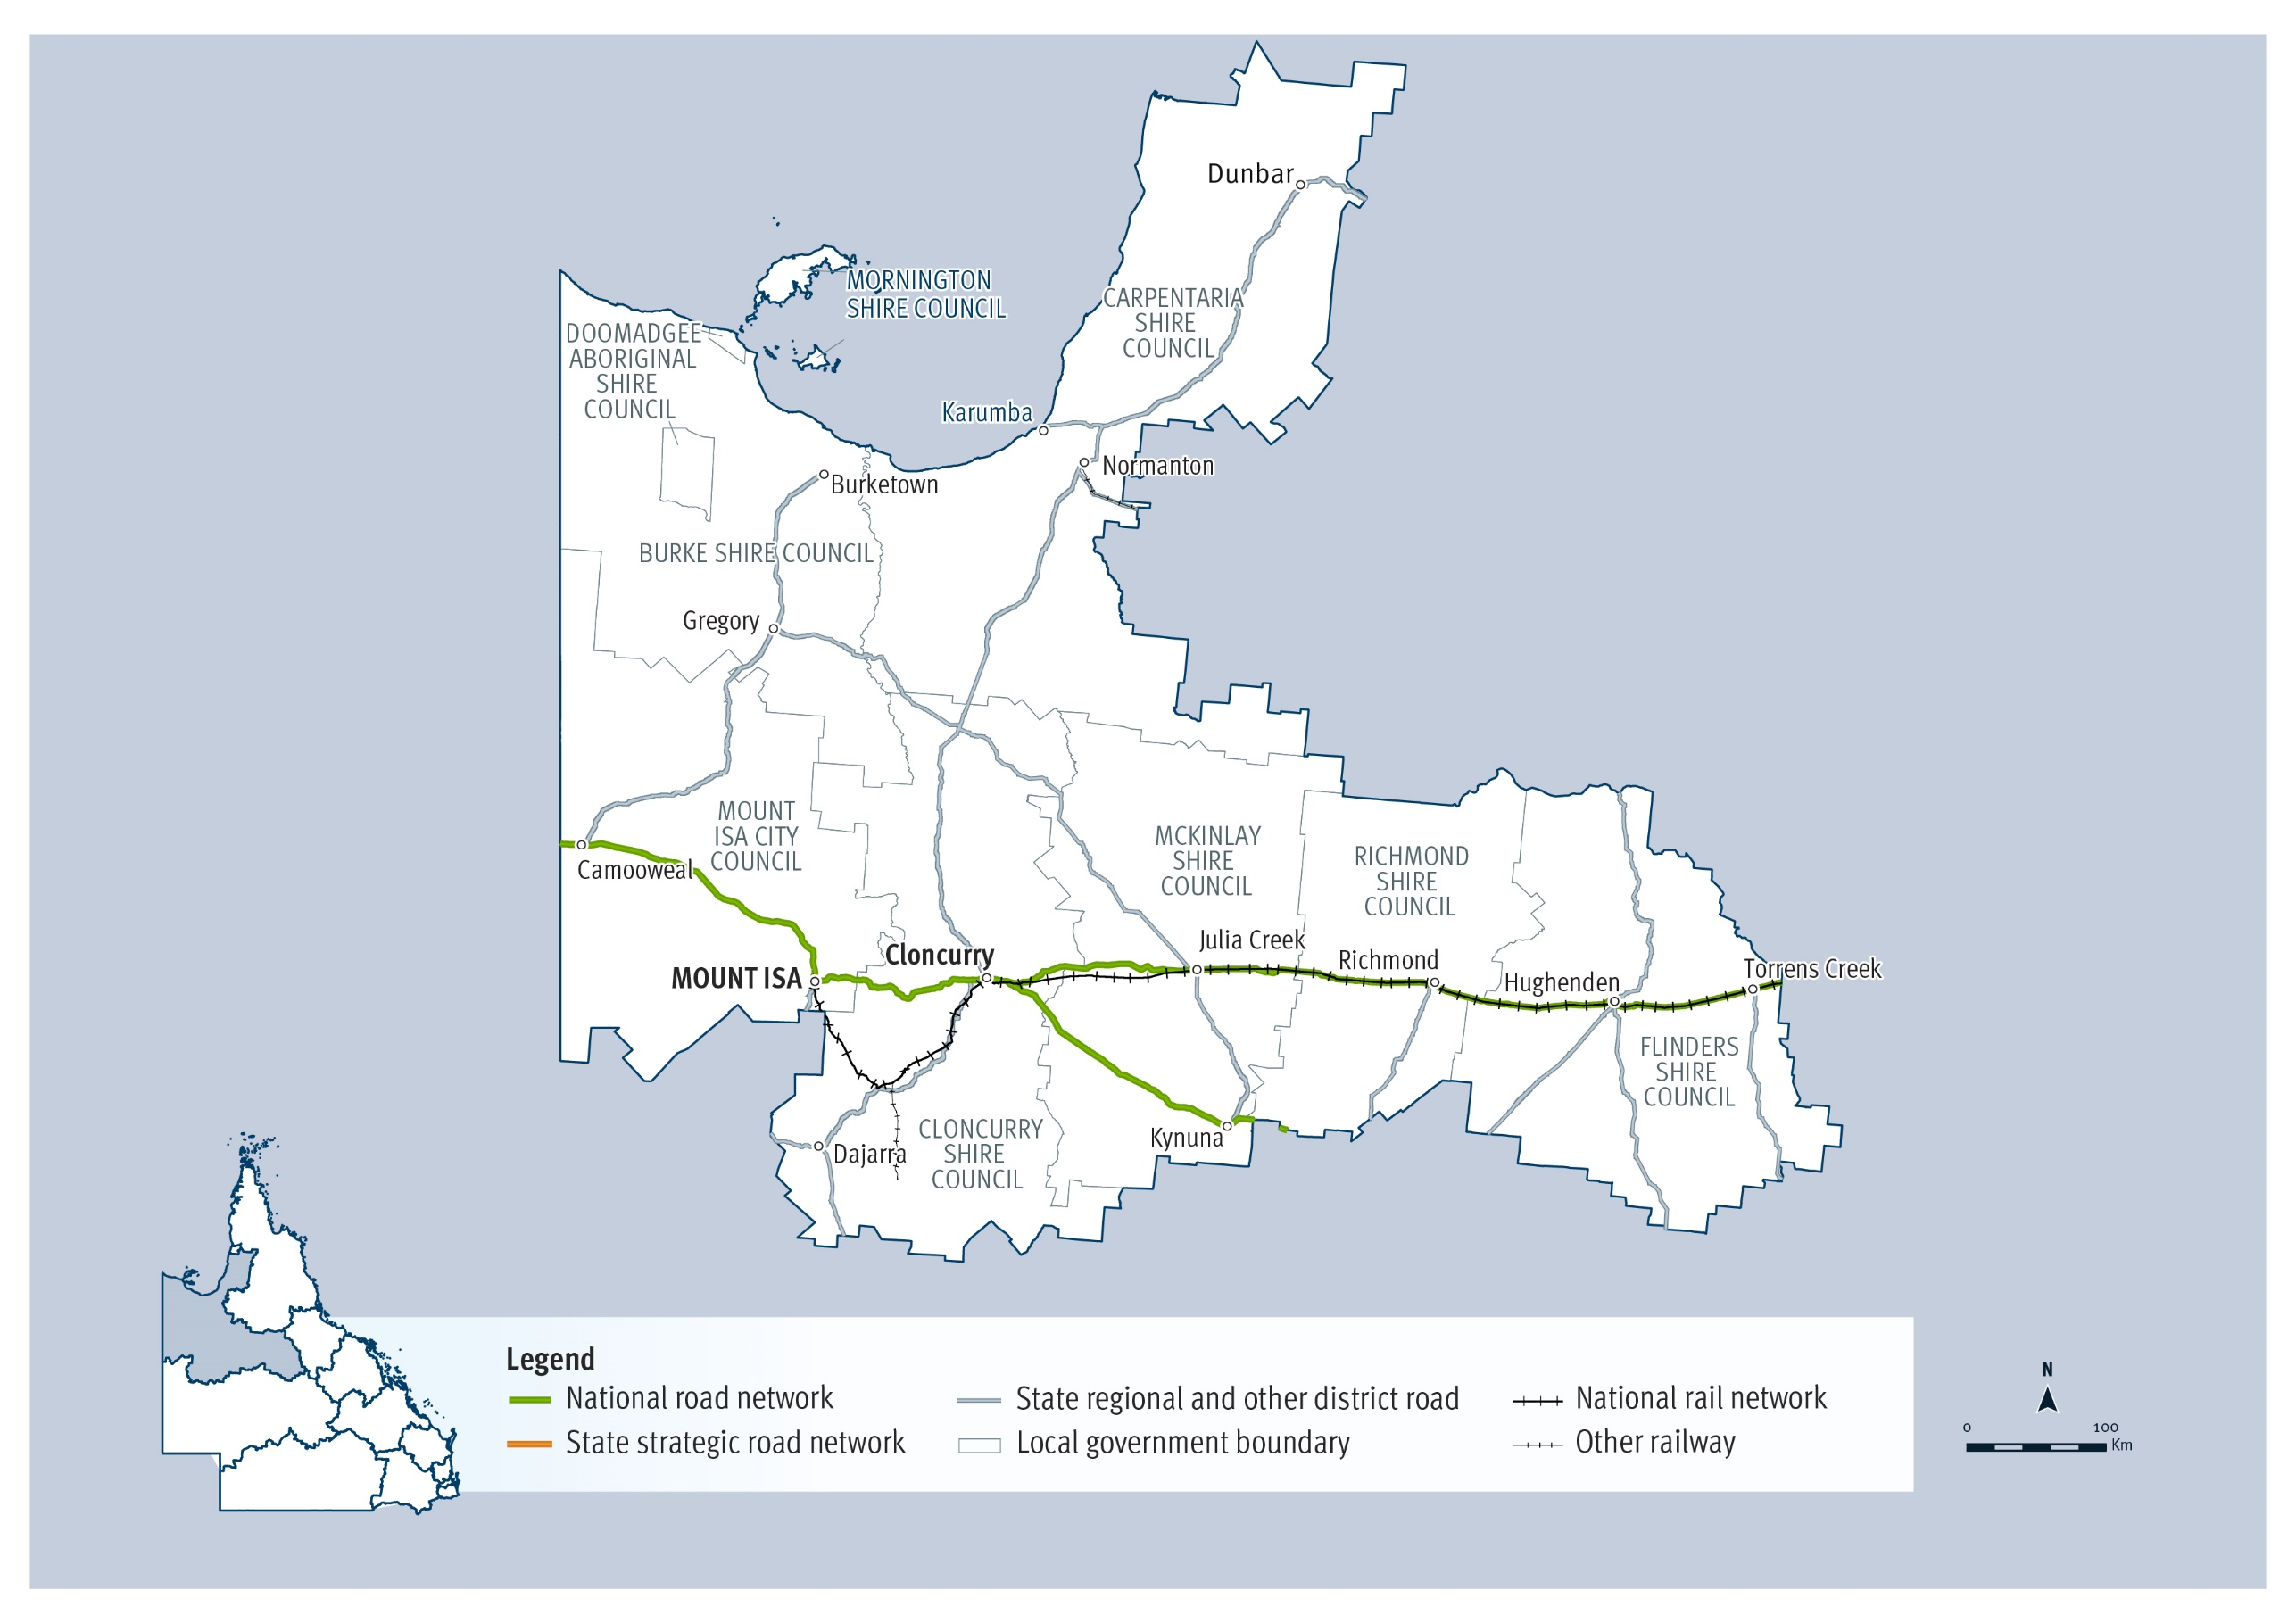 Dunbar
MORNINGTON
SHIRE COUNCIL
CARPENTARIA
SHIRE
COUNCIL
DOOMADGEE
ABORIGINAL
SHIRE
COUNCIL
Karumba
Normanton
Burketown
BURKE SHIRE COUNCIL
Gregory
MOUNT
ISA CITY
COUNCIL
MCKINLAY
SHIRE
COUNCIL
RICHMOND
SHIRE
COUNCIL
Camooweal
Cloncurry
Julia Creek
Richmond
MOUNT ISA
Hughenden
Torrens Creek
FLINDERS
SHIRE
COUNCIL
CLONCURRY
SHIRE
COUNCIL
Kynuna
Dajarra
Legend
National road network
State strategic road network
State regional and other district road
Local government boundary
National rail network
Other railway
N
0 100
Km